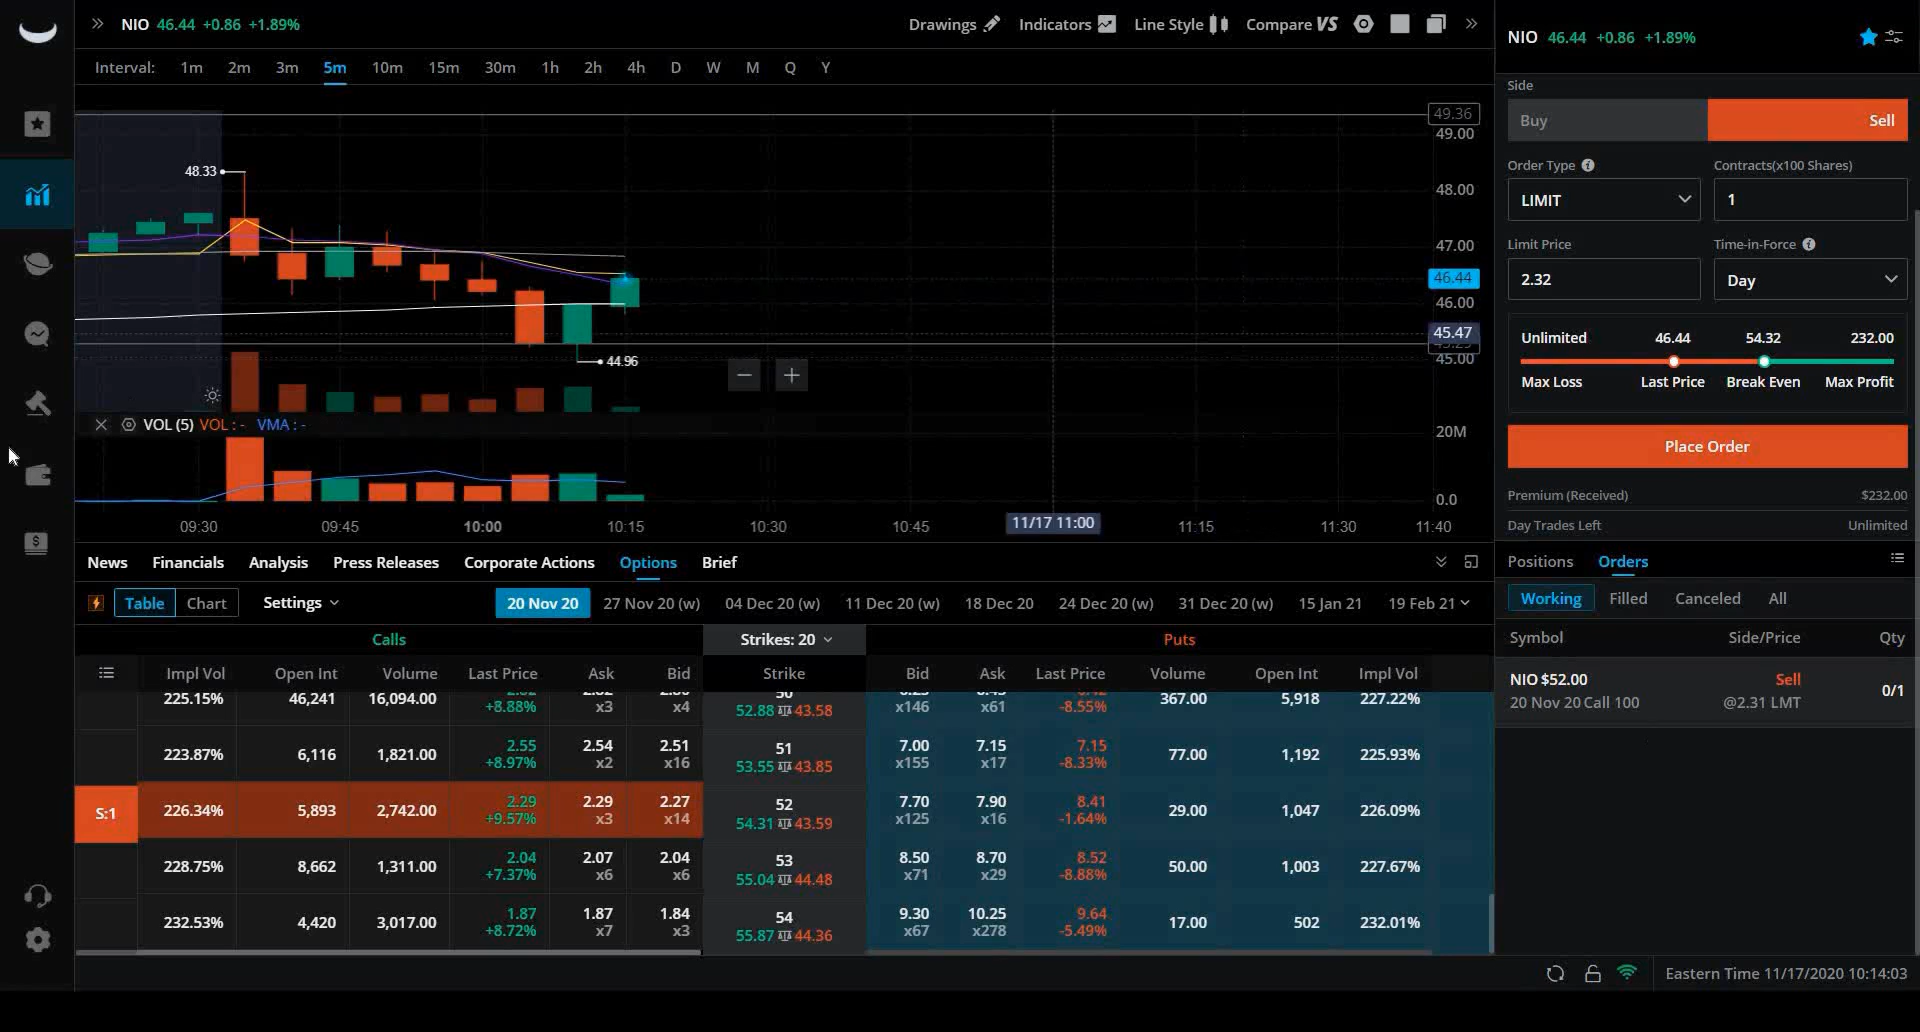 NIO 46.44 +0.86 +1.89%
Drawings Indicators Line Style Compare VS
Interval: 1m 2m 3m 5m 10m 15m 30m 1h 2h 4h D W M Q Y
49.36
49.00
48.33
48.00
47.00
46.44
46.00
45.47
45.00
44.96
VOL (5) VOL : - VMA : -
20M
0.0
09:30 09:45 10:00 10:15 10:30 10:45 11/17 11:00 11:15 11:30 11:40
News Financials Analysis Press Releases Corporate Actions Options Brief
Table Chart Settings 20 Nov 20 27 Nov 20 (w) 04 Dec 20 (w) 11 Dec 20 (w) 18 Dec 20 24 Dec 20 (w) 31 Dec 20 (w) 15 Jan 21 19 Feb 21
Calls Strikes: 20 Puts
Impl Vol Open Int Volume Last Price Ask Bid Strike Bid Ask Last Price Volume Open Int Impl Vol
225.15% 46,241 16,094.00 367.00 5,918 227.22%
+8.88% x3 x4 52.88 43.58 x146 x61 -8.55%
2.55 2.54 2.51 51 7.00 7.15 7.15
223.87% 6,116 1,821.00 77.00 1,192 225.93%
+8.97% x2 x16 53.55 43.85 x155 x17 -8.33%
2.29 2.29 2.27 52 7.70 7.90 8.41
S:1 226.34% 5,893 2,742.00 29.00 1,047 226.09%
+9.57% x3 x14 54.31 43.59 x125 x16 -1.64%
2.04 2.07 2.04 53 8.50 8.70 8.52
228.75% 8,662 1,311.00 50.00 1,003 227.67%
+7.37% x6 x6 55.04 44.48 x71 x29 -8.88%
1.87 1.87 1.84 54 9.30 10.25 9.64
232.53% 4,420 3,017.00 17.00 502 232.01%
+8.72% x7 x3 55.87 44.36 x67 x278 -5.49%
NIO 46.44 +0.86 +1.89%
Side
Buy Sell
Order Type Contracts(x100 Shares)
LIMIT 1
Limit Price Time-in-Force
2.32 Day
Unlimited 46.44 54.32 232.00
Max Loss Last Price Break Even Max Profit
Place Order
Premium (Received) $232.00
Day Trades Left Unlimited
Positions Orders
Working Filled Canceled All
Symbol Side/Price Qty
NIO $52.00 Sell 0/1
20 Nov 20 Call 100 @2.31 LMT
Eastern Time 11/17/2020 10:14:03